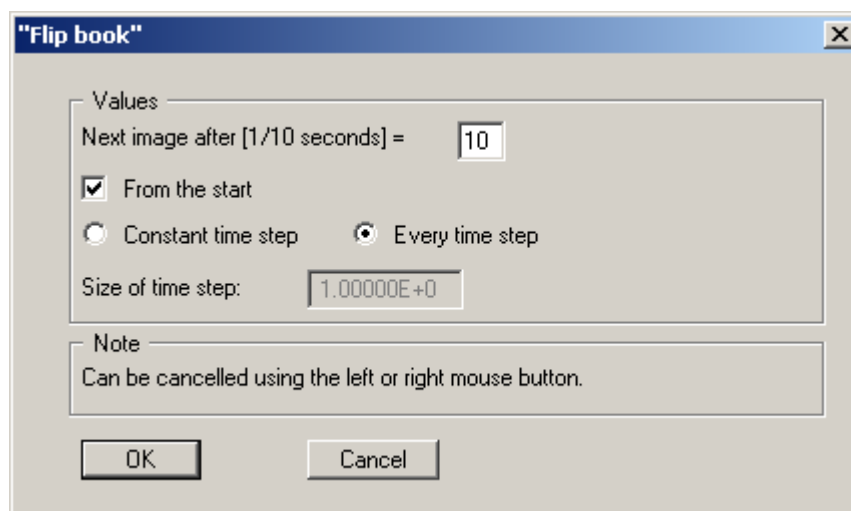 "Flip book"
Values
Next image after [1/10 seconds] = 10
From the start
Constant time step Every time step
Size of time step: 1.00000E+0
Note
Can be cancelled using the left or right mouse button.
OK Cancel